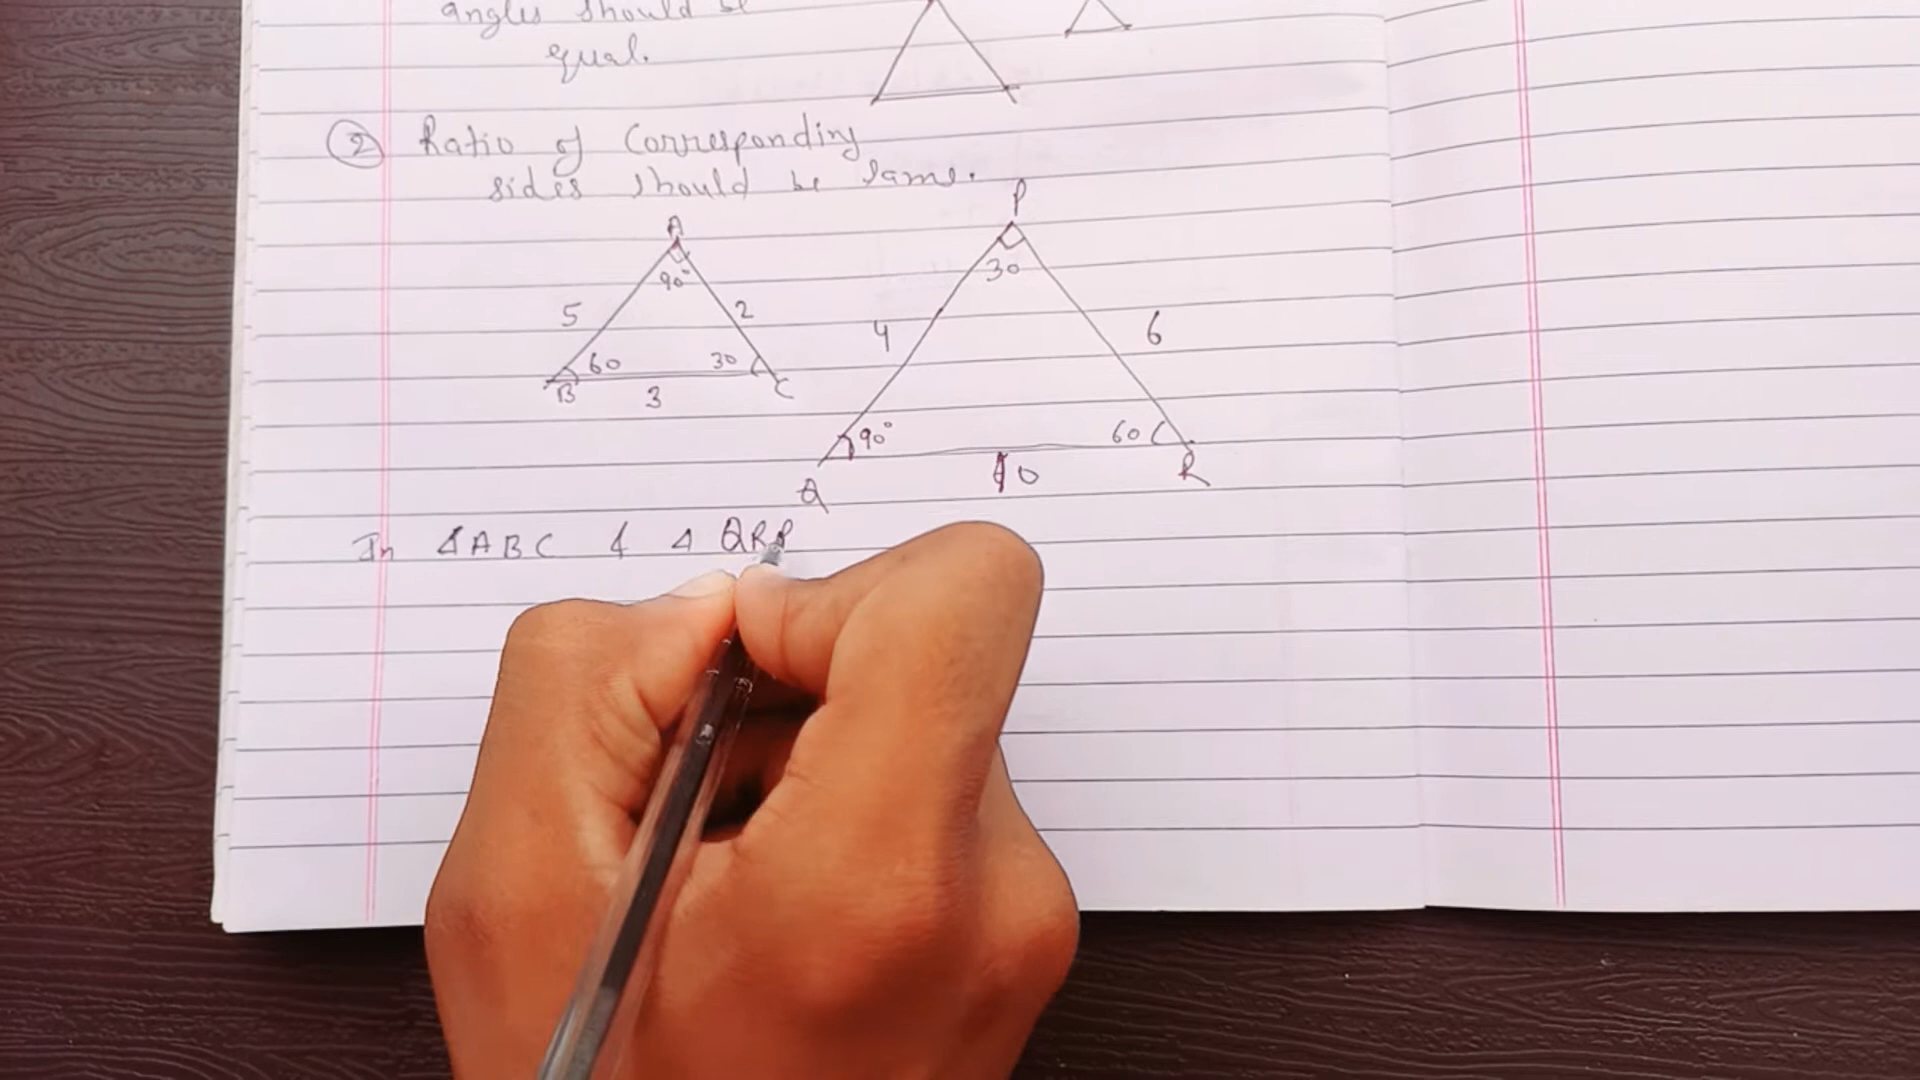 angles should be
equal.
② Ratio of Corresponding
sides should be same.
P
A
90°
30
5
2
4
6
60
30
B
C
3
90°
60
10
Q
R
In ΔABC & Δ QRP